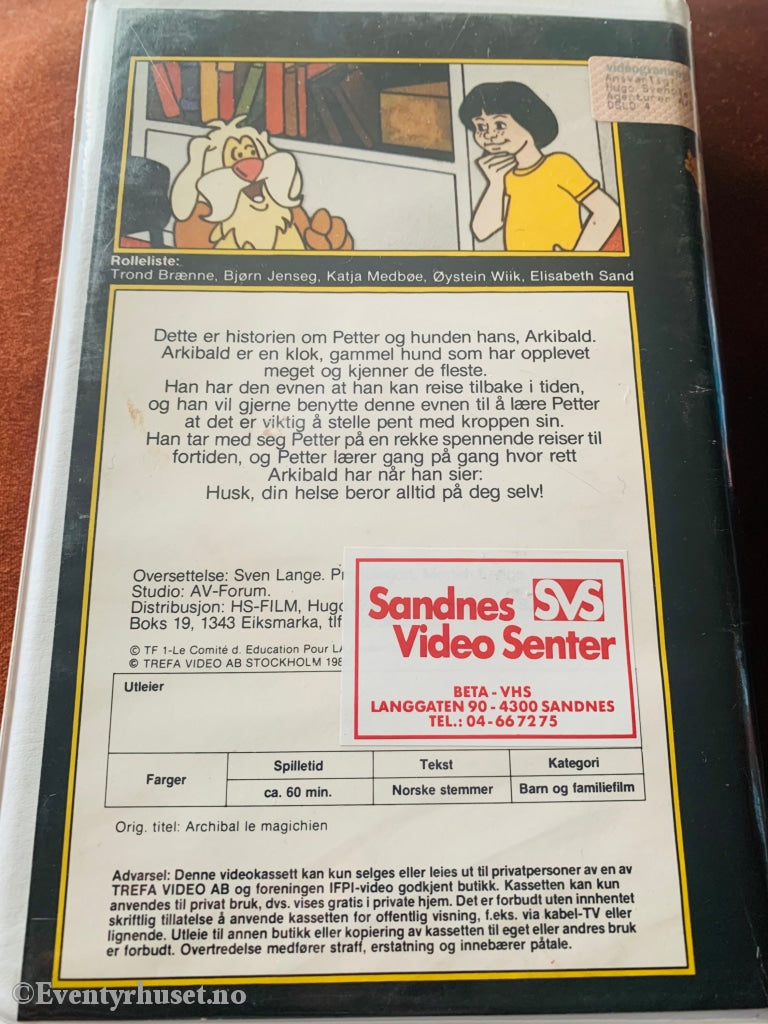 Ansvarlig:
OSLO 4
Rolleliste:
Trond Brænne, Bjørn Jenseg, Katja Medbøe, Øystein Wiik, Elisabeth Sand
Dette er historien om Petter og hunden hans, Arkibald.
Arkibald er en klok, gammel hund som har opplevet
meget og kjenner de fleste.
Han har den evnen at han kan reise tilbake i tiden,
og han vil gjerne benytte denne evnen til å lære Petter
at det er viktig å stelle pent med kroppen sin.
Han tar med seg Petter på en rekke spennende reiser til
fortiden, og Petter lærer gang på gang hvor rett
Arkibald har når han sier:
Husk, din helse beror alltid på deg selv!
Oversettelse: Sven Lange.
Studio: AV-Forum.
Distribusjon: HS-FILM,
Boks 19, 1343 Eiksmarka, tlf
© TF 1-Le Comité d. Education Pour
© TREFA VIDEO AB STOCKHOLM
Sandnes SVS
Video Senter
BETA - VHS
LANGGATEN 90 - 4300 SANDNES
TEL.: 04-66 72 75
Utleier
Farger Spilletid Tekst Kategori
ca. 60 min. Norske stemmer Barn og familiefilm
Orig. titel: Archibal le magichien
Advarsel: Denne videokassett kan kun selges eller leies ut til privatpersoner av en av
TREFA VIDEO AB og foreningen IFPI-video godkjent butikk. Kassetten kan kun
anvendes til privat bruk, dvs. vises gratis i private hjem. Det er forbudt uten innhentet
skriftlig tillatelse å anvende kassetten for offentlig visning, f.eks. via kabel-TV eller
lignende. Utleie til annen butikk eller kopiering av kassetten til eget eller andres bruk
er forbudt. Overtredelse medfører straff, erstatning og innebærer påtale.
©Eventyrhuset.no